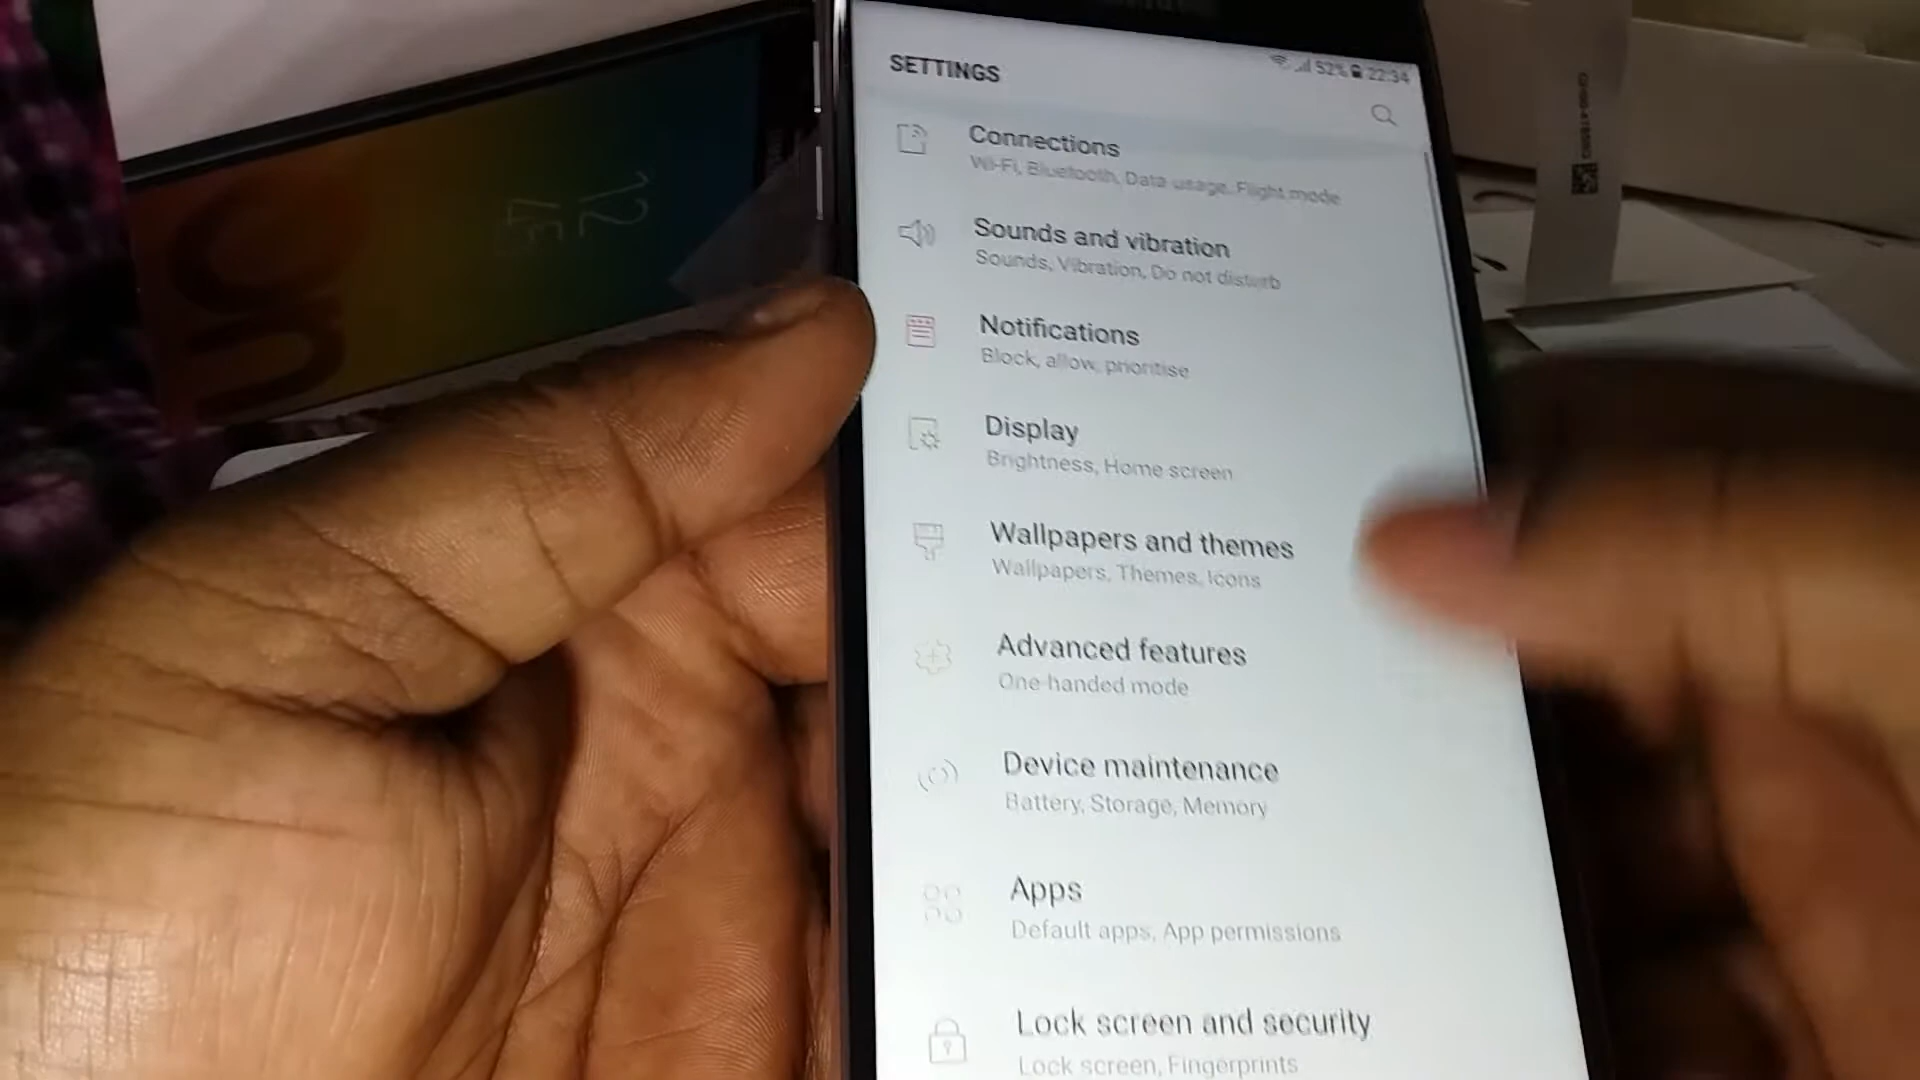 SETTINGS
52% 22:34
Connections
Wi-Fi, Bluetooth, Data usage, Flight mode
Sounds and vibration
Sounds, Vibration, Do not disturb
Notifications
Block, allow, prioritise
Display
Brightness, Home screen
Wallpapers and themes
Wallpapers, Themes, Icons
Advanced features
One-handed mode
Device maintenance
Battery, Storage, Memory
Apps
Default apps, App permissions
Lock screen and security
Lock screen, Fingerprints